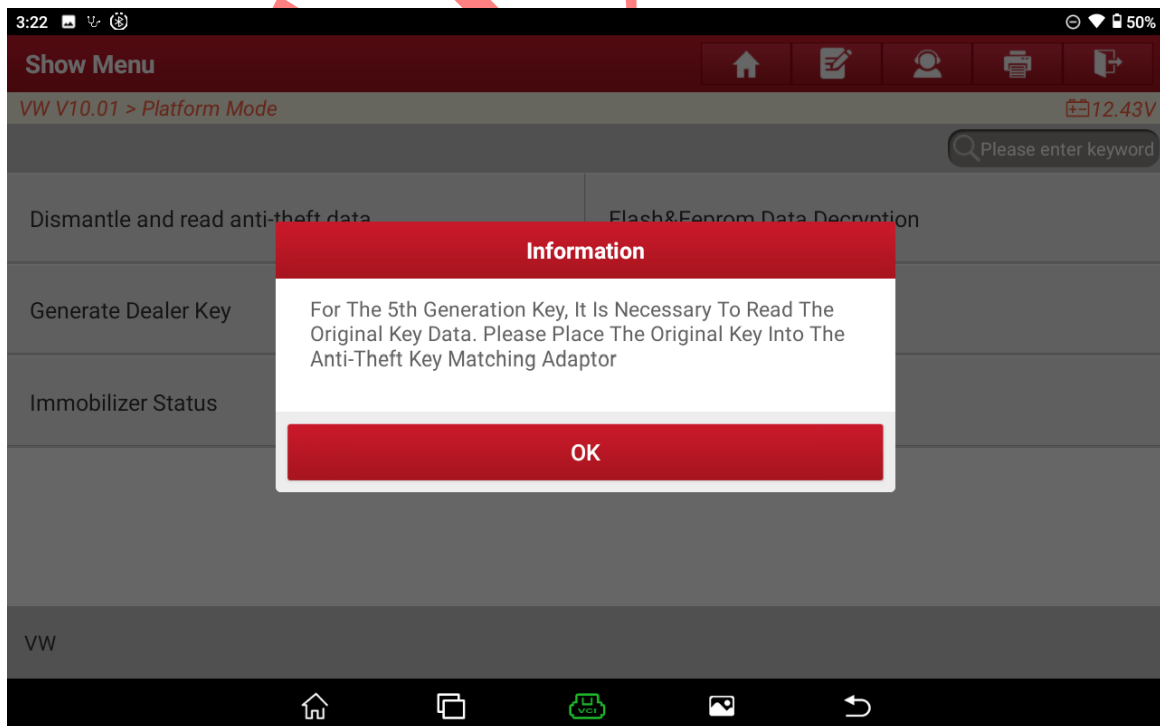 3:22
50%
Show Menu
VW V10.01 > Platform Mode
12.43V
Please enter keyword
Dismantle and read anti-theft data
Flash&Eeprom Data Decryption
Information
For The 5th Generation Key, It Is Necessary To Read The
Original Key Data. Please Place The Original Key Into The
Anti-Theft Key Matching Adaptor
Generate Dealer Key
Immobilizer Status
OK
VW
VCI